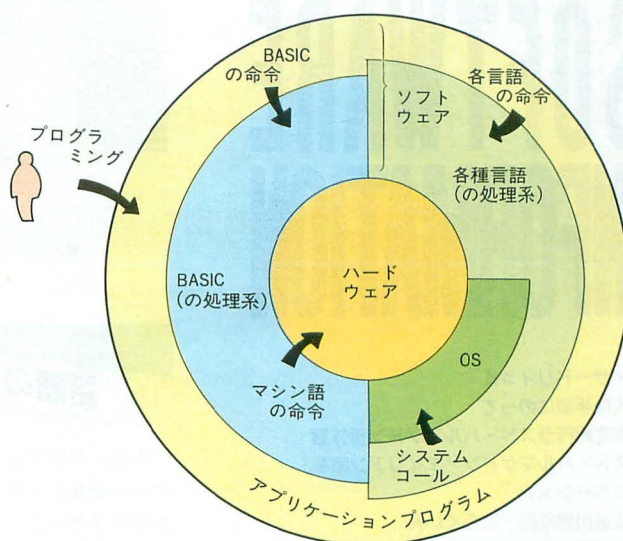 BASIC
の命令
ソフト
ウェア
各言語
の命令
プログラ
ミング
各種言語
(の処理系)
BASIC
(の処理系)
ハード
ウェア
OS
マシン語
の命令
システム
コール
アプリケーションプログラム